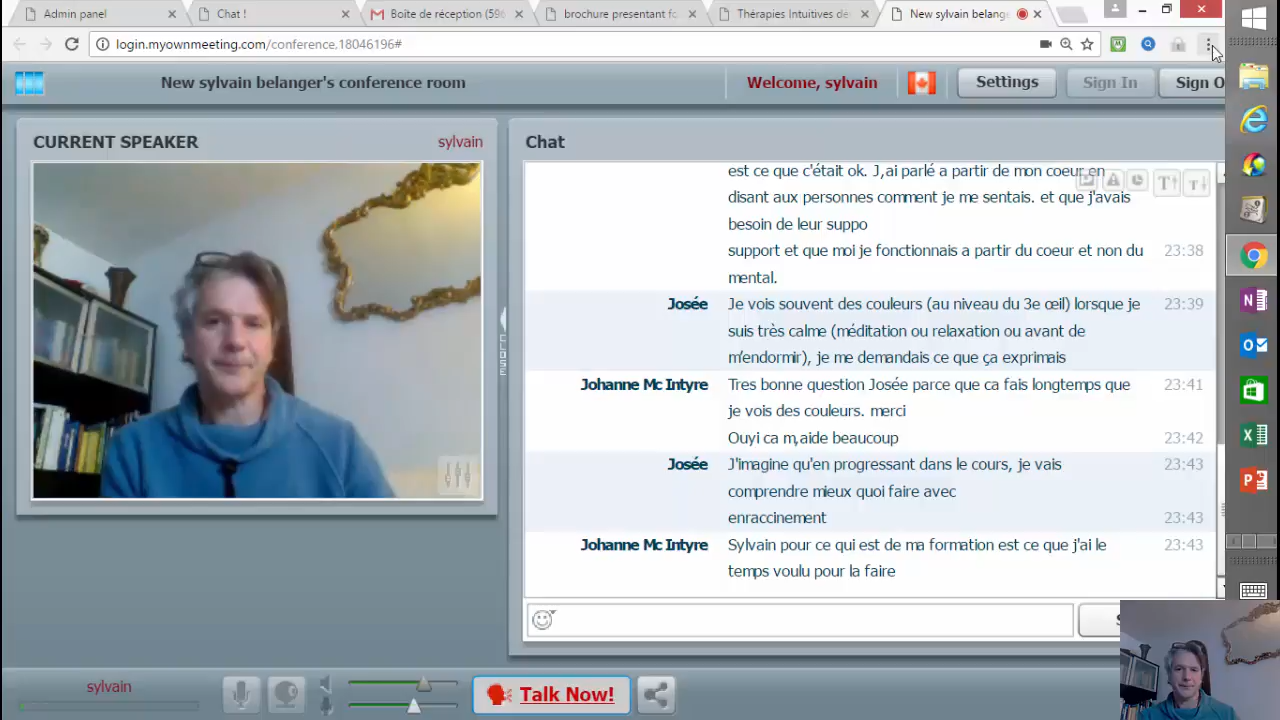 Admin panel
Chat !
Boîte de réception (596
brochure presentant fo
Thérapies Intuitives dé
New sylvain belange
login.myownmeeting.com/conference,18046196#
New sylvain belanger's conference room
Welcome, sylvain
Settings
Sign In
Sign O
CURRENT SPEAKER
sylvain
Chat
est ce que c'était ok. J,ai parlé a partir de mon coeur en
disant aux personnes comment je me sentais. et que j'avais
besoin de leur suppo
support et que moi je fonctionnais a partir du coeur et non du 23:38
mental.
Josée Je vois souvent des couleurs (au niveau du 3e œil) lorsque je 23:39
suis très calme (méditation ou relaxation ou avant de
m'endormir), je me demandais ce que ça exprimais
Johanne Mc Intyre Tres bonne question Josée parce que ca fais longtemps que 23:41
je vois des couleurs. merci
Ouyi ca m,aide beaucoup 23:42
Josée J'imagine qu'en progressant dans le cours, je vais 23:43
comprendre mieux quoi faire avec
enraccinement 23:43
Johanne Mc Intyre Sylvain pour ce qui est de ma formation est ce que j'ai le 23:43
temps voulu pour la faire
CLOSE
sylvain
Talk Now!